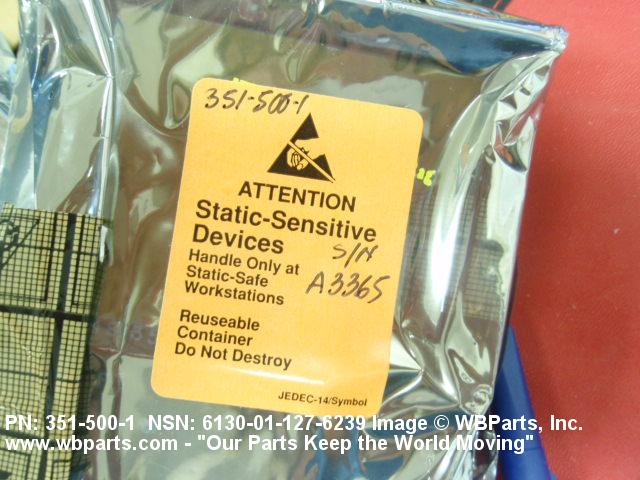 351-500-1
ATTENTION
Static-Sensitive
Devices
S/N
Handle Only at
Static-Safe
A3365
Workstations
Reuseable
Container
Do Not Destroy
JEDEC-14/Symbol
PN: 351-500-1 NSN: 6130-01-127-6239 Image © WBParts, Inc.
www.wbparts.com - "Our Parts Keep the World Moving"